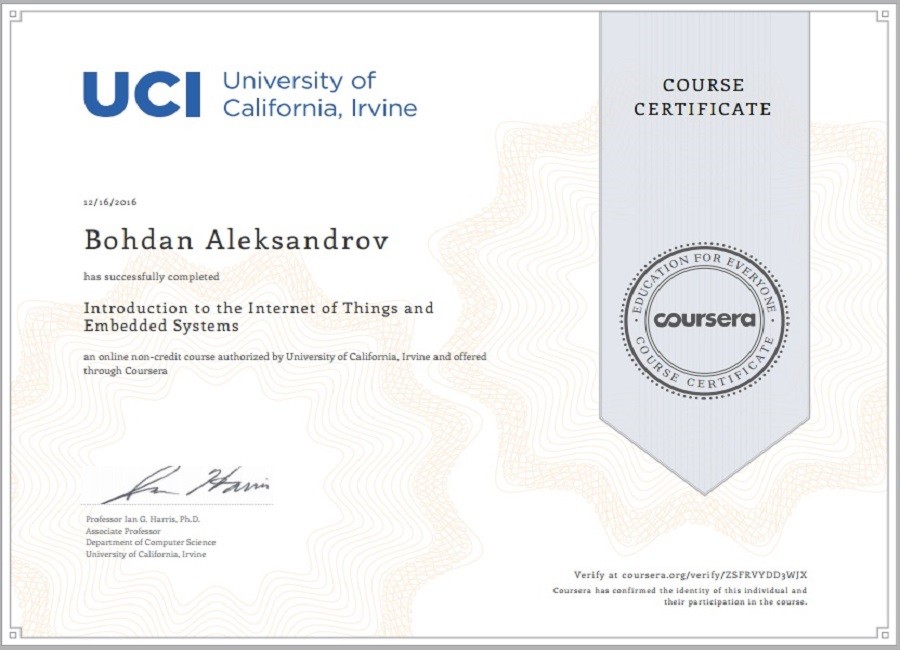 UCI University of
California, Irvine
COURSE
CERTIFICATE
12/16/2016
Bohdan Aleksandrov
has successfully completed
Introduction to the Internet of Things and
Embedded Systems
an online non-credit course authorized by University of California, Irvine and offered
through Coursera
EDUCATION FOR EVERYONE
coursera
COURSE CERTIFICATE
Professor Ian G. Harris, Ph.D.
Associate Professor
Department of Computer Science
University of California, Irvine
Verify at coursera.org/verify/ZSFRVYDD3WJX
Coursera has confirmed the identity of this individual and
their participation in the course.